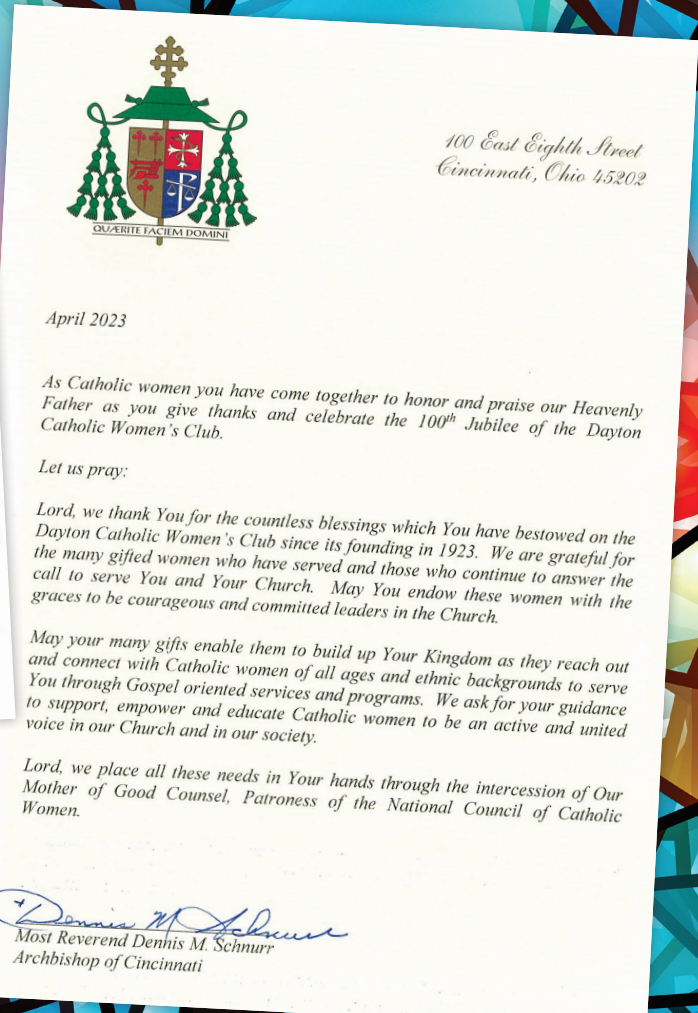 100 East Eighth Street
Cincinnati, Ohio 45202
QUÆRITE FACIEM DOMINI
April 2023
As Catholic women you have come together to honor and praise our Heavenly
Father as you give thanks and celebrate the 100th Jubilee of the Dayton
Catholic Women's Club.
Let us pray:
Lord, we thank You for the countless blessings which You have bestowed on the
Dayton Catholic Women's Club since its founding in 1923. We are grateful for
the many gifted women who have served and those who continue to answer the
call to serve You and Your Church. May You endow these women with the
graces to be courageous and committed leaders in the Church.
May your many gifts enable them to build up Your Kingdom as they reach out
and connect with Catholic women of all ages and ethnic backgrounds to serve
You through Gospel oriented services and programs. We ask for your guidance
to support, empower and educate Catholic women to be an active and united
voice in our Church and in our society.
Lord, we place all these needs in Your hands through the intercession of Our
Mother of Good Counsel, Patroness of the National Council of Catholic
Women.
+Dennis M Schnurr
Most Reverend Dennis M. Schnurr
Archbishop of Cincinnati